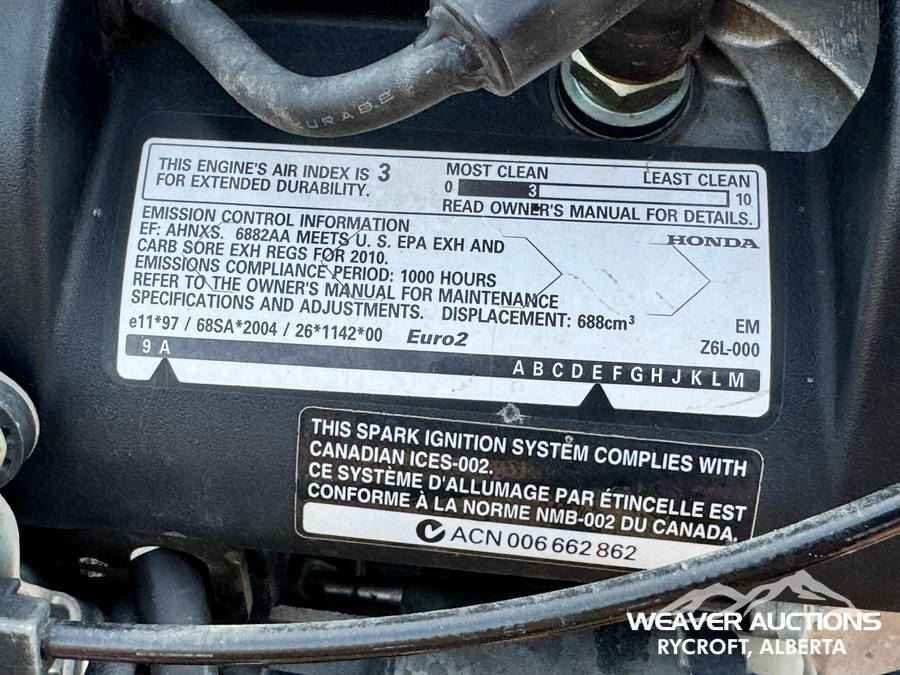 URABE
THIS ENGINE'S AIR INDEX IS 3
FOR EXTENDED DURABILITY.
MOST CLEAN LEAST CLEAN
0 3 10
READ OWNER'S MANUAL FOR DETAILS.
EMISSION CONTROL INFORMATION
EF: AHNXS. 6882AA MEETS U. S. EPA EXH AND
CARB SORE EXH REGS FOR 2010.
EMISSIONS COMPLIANCE PERIOD: 1000 HOURS
REFER TO THE OWNER'S MANUAL FOR MAINTENANCE
SPECIFICATIONS AND ADJUSTMENTS. DISPLACEMENT: 688cm³
HONDA
e11*97 / 68SA*2004 / 26*1142*00 Euro2
EM
Z6L-000
9 A
A B C D E F G H J K L M
THIS SPARK IGNITION SYSTEM COMPLIES WITH
CANADIAN ICES-002.
CE SYSTÈME D'ALLUMAGE PAR ÉTINCELLE EST
CONFORME À LA NORME NMB-002 DU CANADA.
ACN 006 662 862
WEAVER AUCTIONS
RYCROFT, ALBERTA